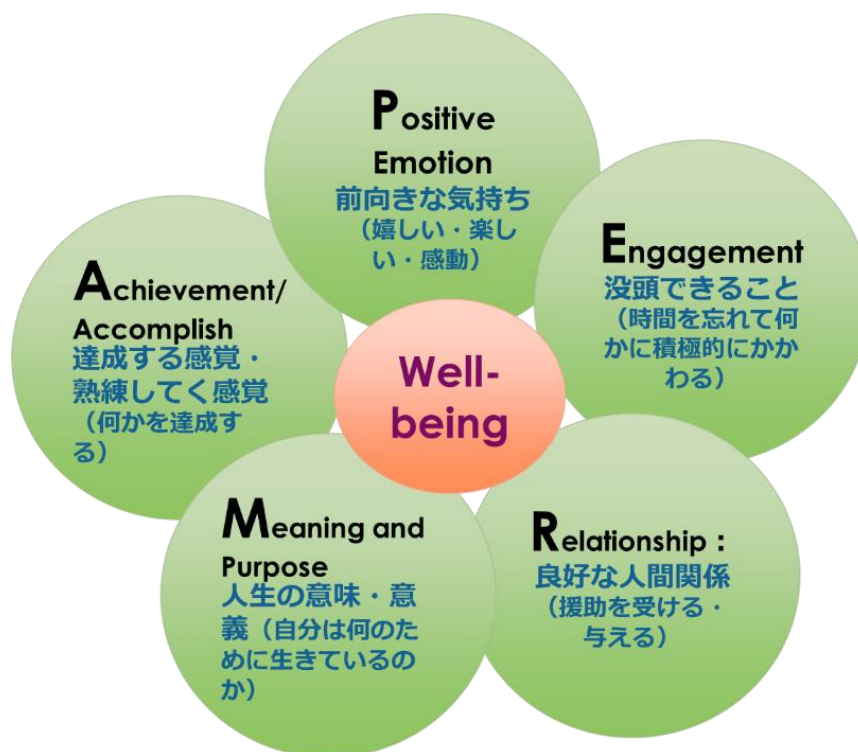 Positive
Emotion
前向きな気持ち
（嬉しい・楽し
い・感動）
Engagement
没頭できること
（時間を忘れて何
かに積極的にかか
わる）
Relationship :
良好な人間関係
（援助を受ける・
与える）
Meaning and
Purpose
人生の意味・意
義（自分は何のた
めに生きているの
か）
Achievement/
Accomplish
達成する感覚・
熟練してく感覚
（何かを達成す
る）
Well-
being